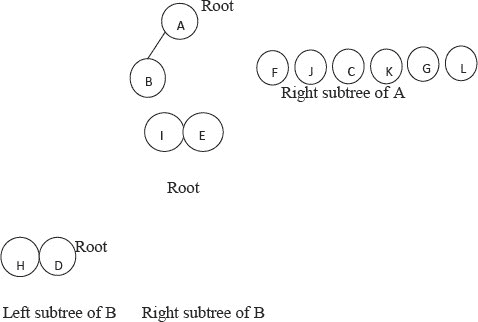 Root
A
B
F J C K G L
Right subtree of A
I E
Root
Root
H D
Left subtree of B Right subtree of B